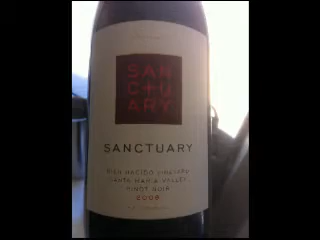 SAN
CTU
ARY
SANCTUARY
BIEN NACIDO VINEYARD
SANTA MARIA VALLEY
PINOT NOIR